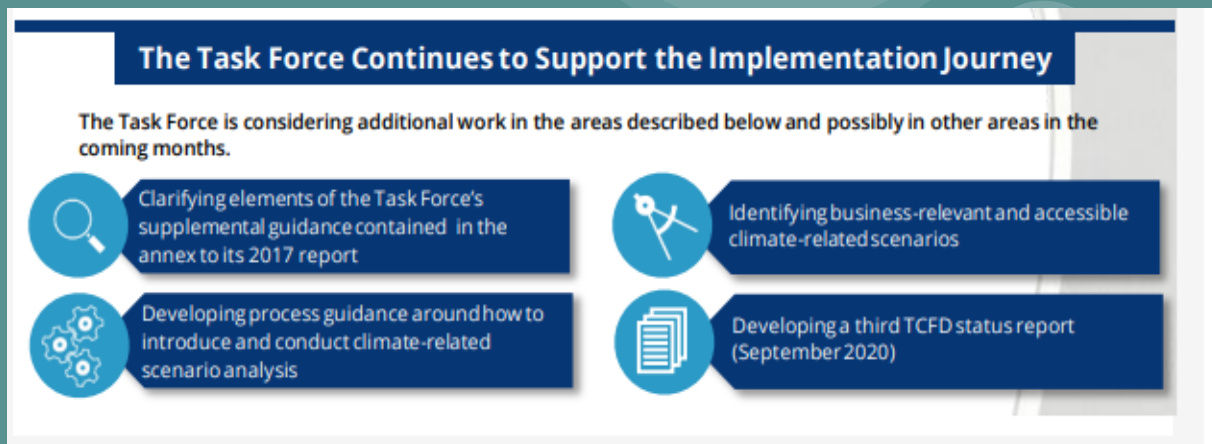 The Task Force Continues to Support the Implementation Journey
The Task Force is considering additional work in the areas described below and possibly in other areas in the
coming months.
Clarifying elements of the Task Force's
supplemental guidance contained in the
annex to its 2017 report
Identifying business-relevant and accessible
climate-related scenarios
Developing process guidance around how to
introduce and conduct climate-related
scenario analysis
Developing a third TCFD status report
(September 2020)